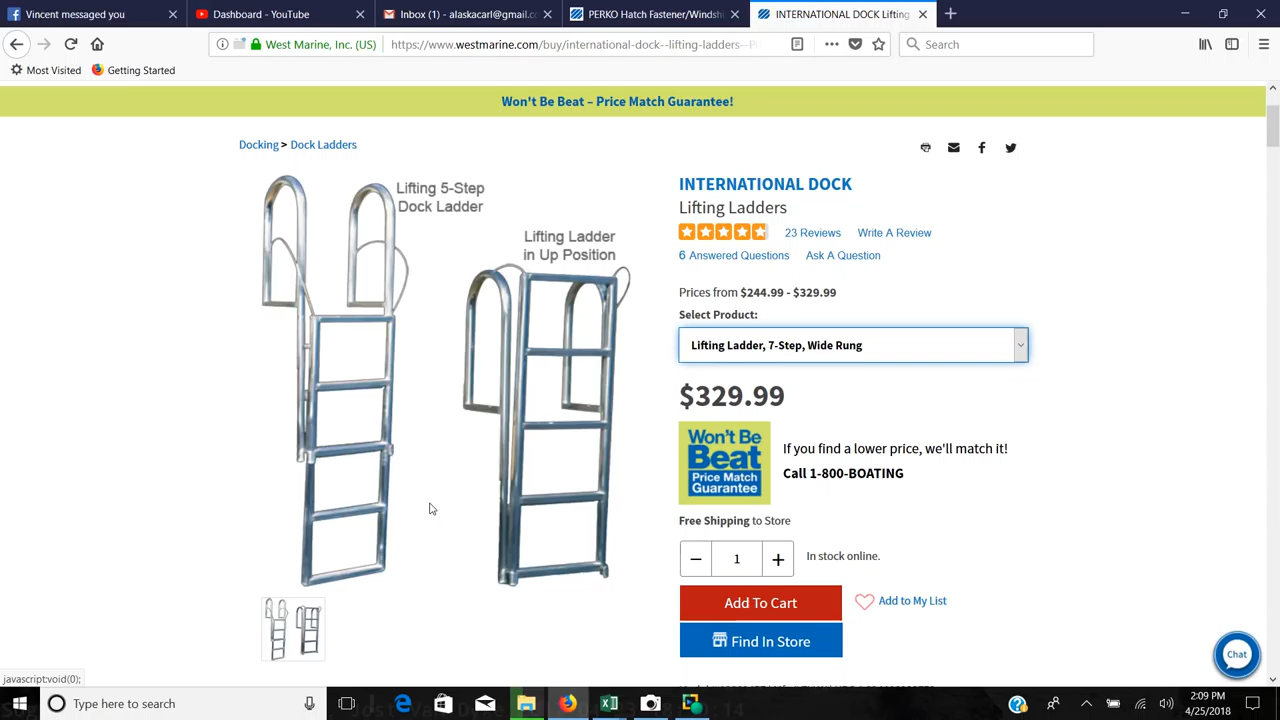 Vincent messaged you
Dashboard - YouTube
Inbox (1) - alaskacarl@gmail.co
PERKO Hatch Fastener/Windshi
INTERNATIONAL DOCK Lifting
West Marine, Inc. (US)
https://www.westmarine.com/buy/international-dock--lifting-ladders--P
Search
Most Visited
Getting Started
Won't Be Beat – Price Match Guarantee!
Docking > Dock Ladders
Lifting 5-Step
Dock Ladder
Lifting Ladder
in Up Position
INTERNATIONAL DOCK
Lifting Ladders
23 Reviews Write A Review
6 Answered Questions Ask A Question
Prices from $244.99 - $329.99
Select Product:
Lifting Ladder, 7-Step, Wide Rung
$329.99
Won't Be
Beat
Price Match
Guarantee
If you find a lower price, we'll match it!
Call 1-800-BOATING
Free Shipping to Store
− 1 +
In stock online.
Add To Cart
Add to My List
Find In Store
Chat
javascript:void(0);
Type here to search
2:09 PM
4/25/2018